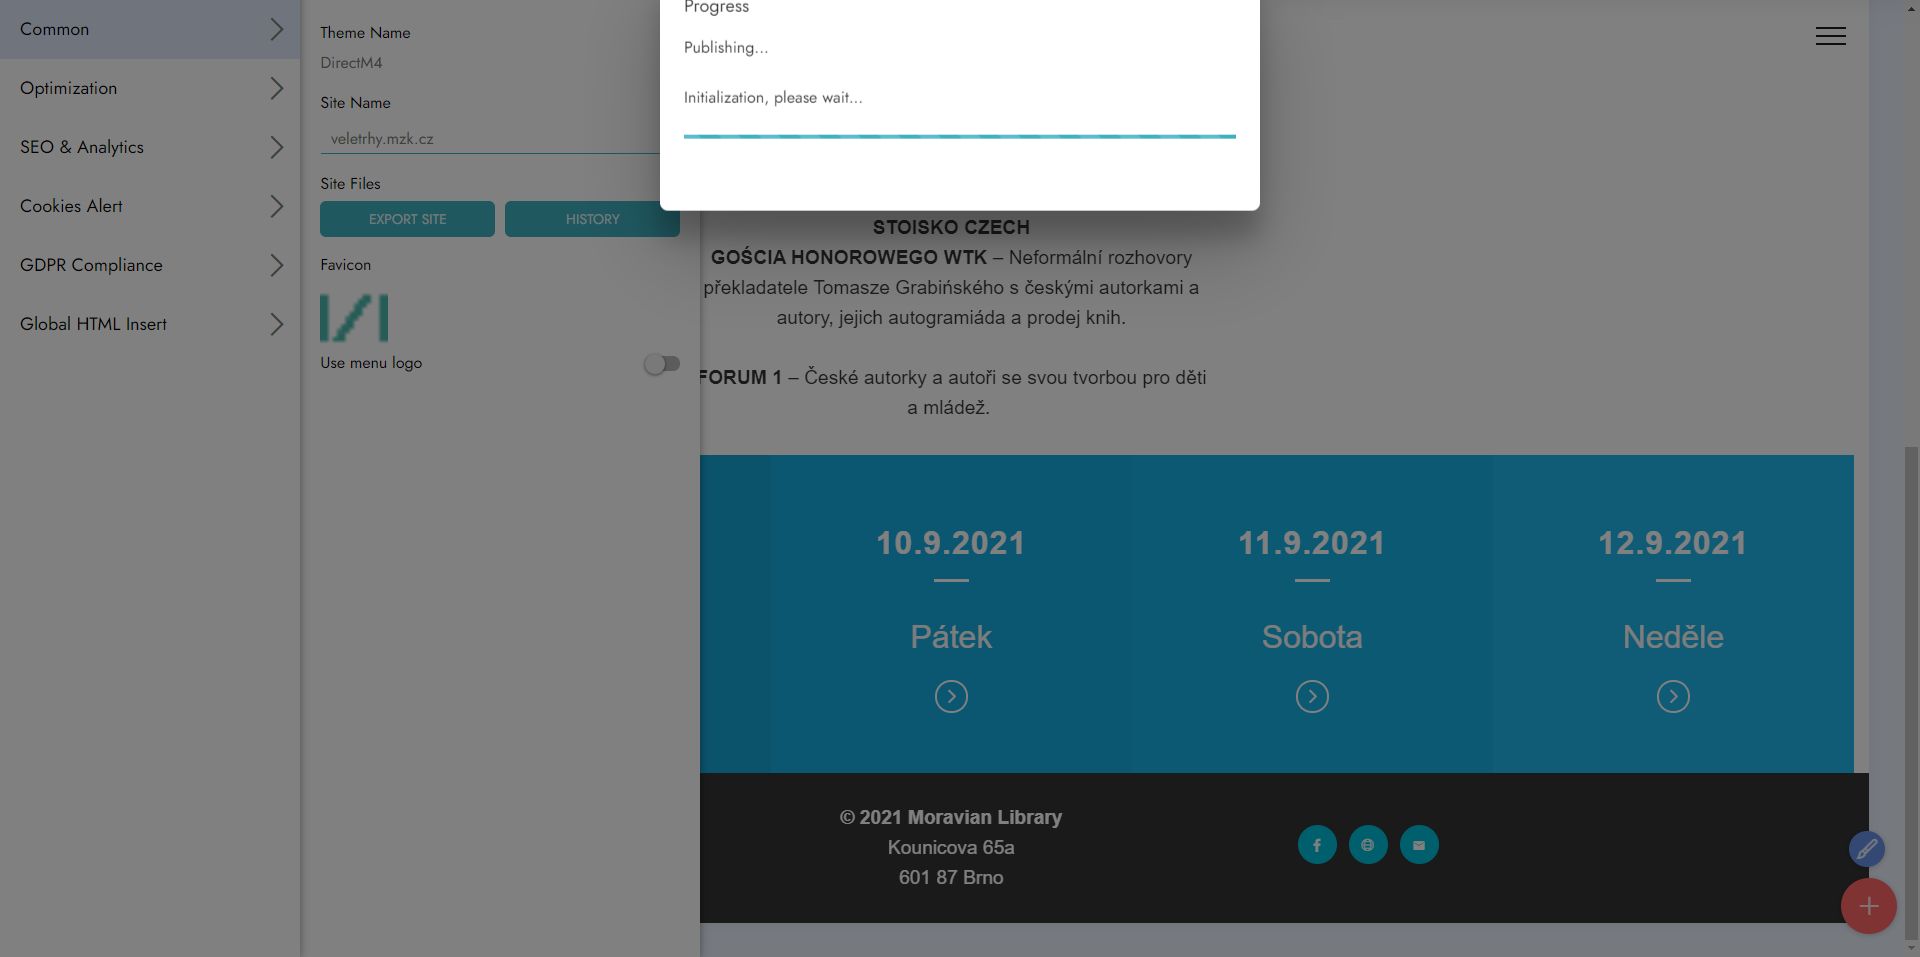 Common
Optimization
SEO & Analytics
Cookies Alert
GDPR Compliance
Global HTML Insert
Theme Name
DirectM4
Site Name
veletrhy.mzk.cz
Site Files
EXPORT SITE
HISTORY
Favicon
Use menu logo
Progress
Publishing...
Initialization, please wait...
STOISKO CZECH
GOŚCIA HONOROWEGO WTK – Neformální rozhovory
překladatele Tomasze Grabińského s českými autorkami a
autory, jejich autogramiáda a prodej knih.
FORUM 1 – České autorky a autoři se svou tvorbou pro děti
a mládež.
10.9.2021
Pátek
11.9.2021
Sobota
12.9.2021
Neděle
© 2021 Moravian Library
Kounicova 65a
601 87 Brno